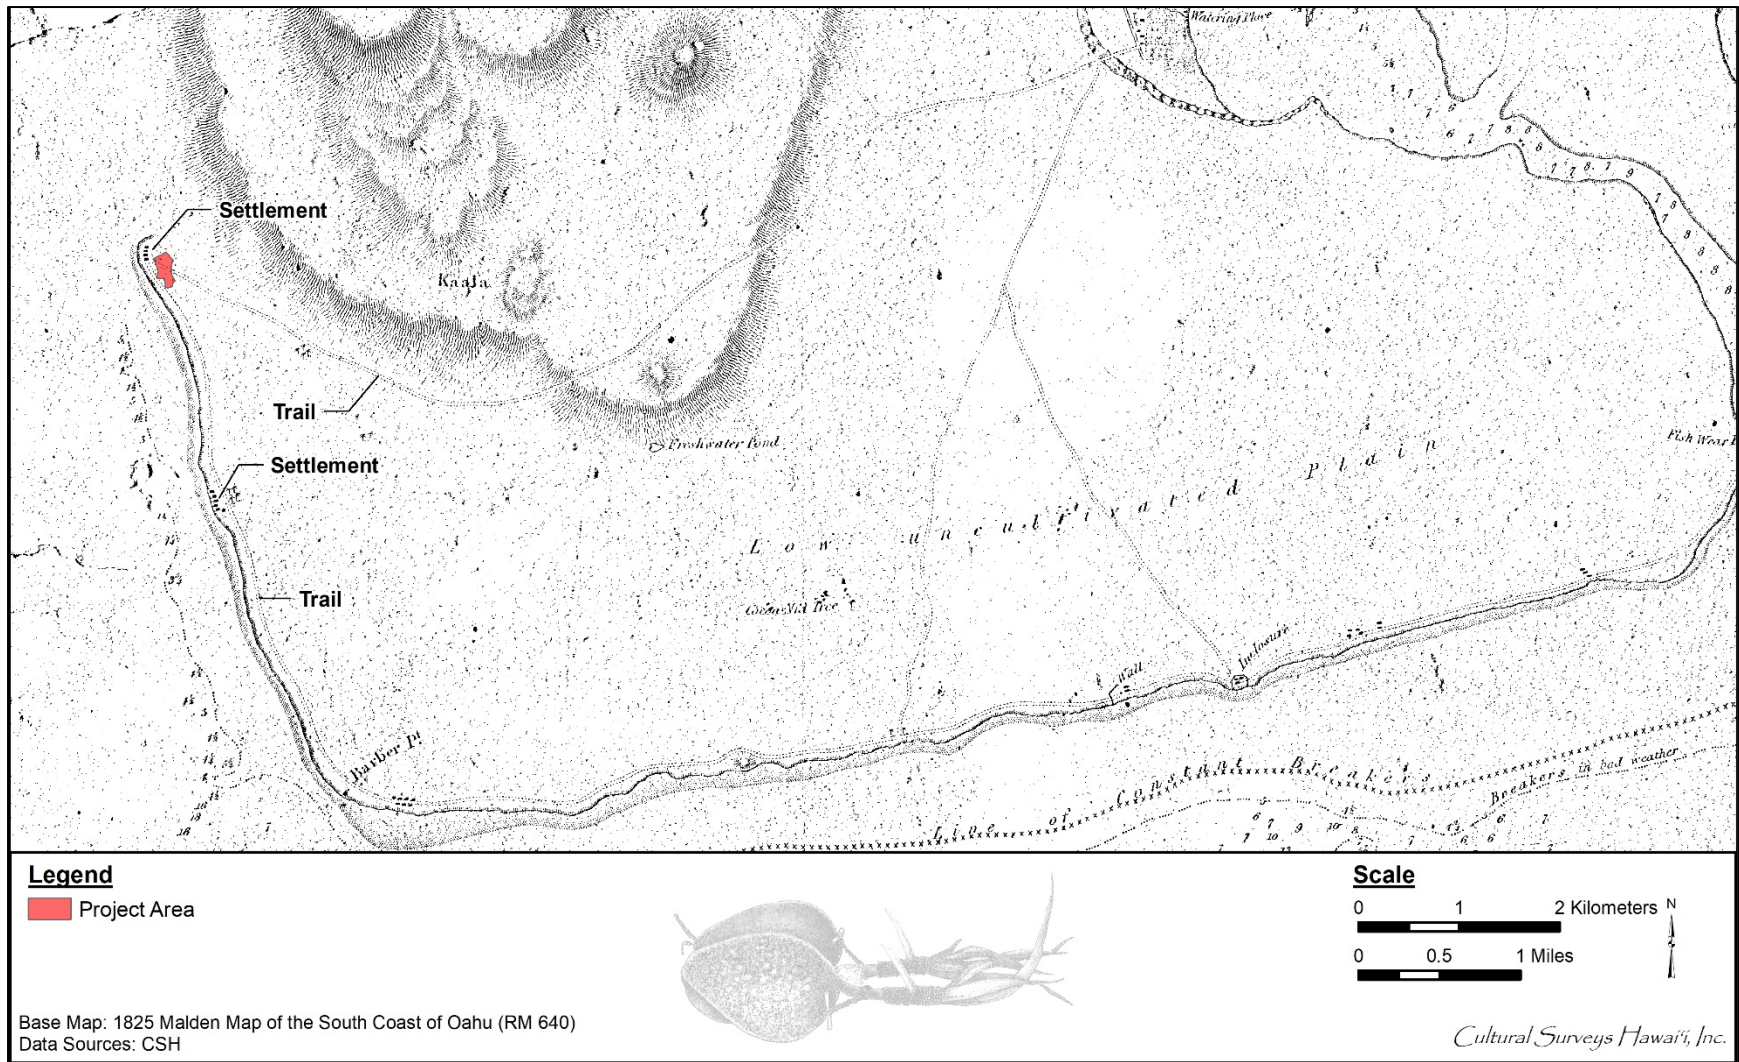 Watering Place
Settlement
Kaala
Trail
Freshwater Pond
Fish Wear
Settlement
Low uncultivated Plain
Trail
Cocoa-Nut Tree
Inclosure
Wall
Barber Pt
Line of Constant Breakers
Breakers in bad weather
Legend
Project Area
Scale
0 1 2 Kilometers
N
0 0.5 1 Miles
Base Map: 1825 Malden Map of the South Coast of Oahu (RM 640)
Data Sources: CSH
Cultural Surveys Hawaiʻi, Inc.